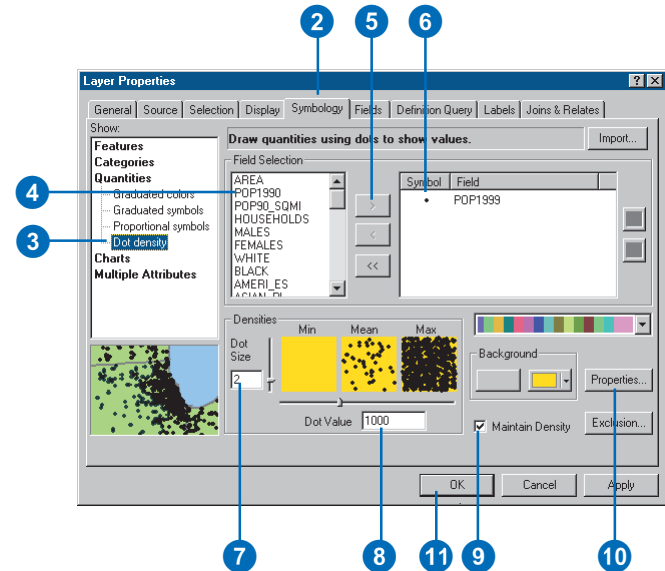 2 5 6
Layer Properties
? X
General Source Selection Display Symbology Fields Definition Query Labels Joins & Relates
Show:
Features
Categories
Quantities
Graduated colors
Graduated symbols
Proportional symbols
Dot density
Charts
Multiple Attributes
Draw quantities using dots to show values.
Import...
Field Selection
AREA
POP1990
POP90_SQMI
HOUSEHOLDS
MALES
FEMALES
WHITE
BLACK
AMERI_ES
ASIAN_PI
>
<
<<
Symbol Field
POP1999
4
3
Densities
Min Mean Max
Dot
Size
2
Dot Value 1000
Background
Properties...
Maintain Density
Exclusion...
OK Cancel Apply
7 8 11 9 10